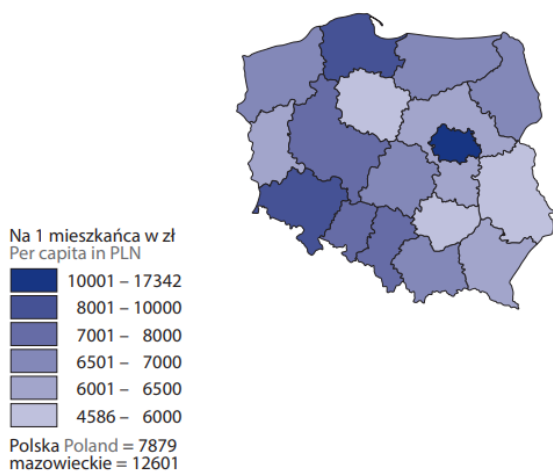 Na 1 mieszkańca w zł
Per capita in PLN
10001 – 17342
8001 – 10000
7001 – 8000
6501 – 7000
6001 – 6500
4586 – 6000
Polska Poland = 7879
mazowieckie = 12601